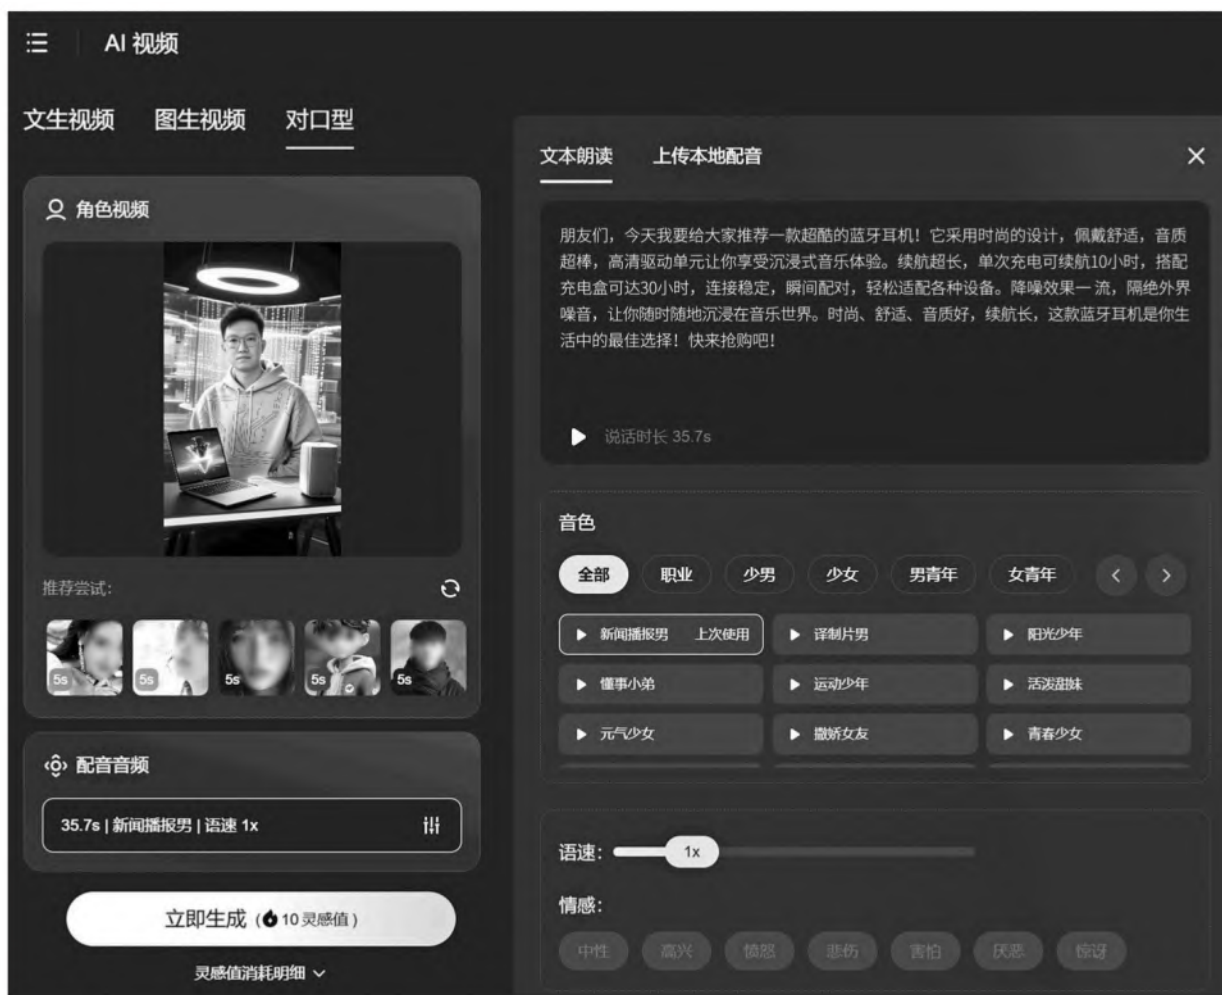 AI 视频
文生视频 图生视频 对口型
角色视频
推荐尝试:
5s 5s 5s 5s 5s
配音音频
35.7s | 新闻播报男 | 语速 1x
立即生成 (10 灵感值)
灵感值消耗明细
文本朗读 上传本地配音
朋友们，今天我要给大家推荐一款超酷的蓝牙耳机！它采用时尚的设计，佩戴舒适，音质
超棒，高清驱动单元让你享受沉浸式音乐体验。续航超长，单次充电可续航10小时，搭配
充电盒可达30小时，连接稳定，瞬间配对，轻松适配各种设备。降噪效果一流，隔绝外界
噪音，让你随时随地沉浸在音乐世界。时尚、舒适、音质好，续航长，这款蓝牙耳机是你生
活中的最佳选择！快来抢购吧！
说话时长 35.7s
音色
全部 职业 少男 少女 男青年 女青年
新闻播报男 上次使用 译制片男 阳光少年
懂事小弟 运动少年 活泼甜妹
元气少女 撒娇女友 青春少女
语速: 1x
情感:
中性 高兴 愤怒 悲伤 害怕 厌恶 惊讶